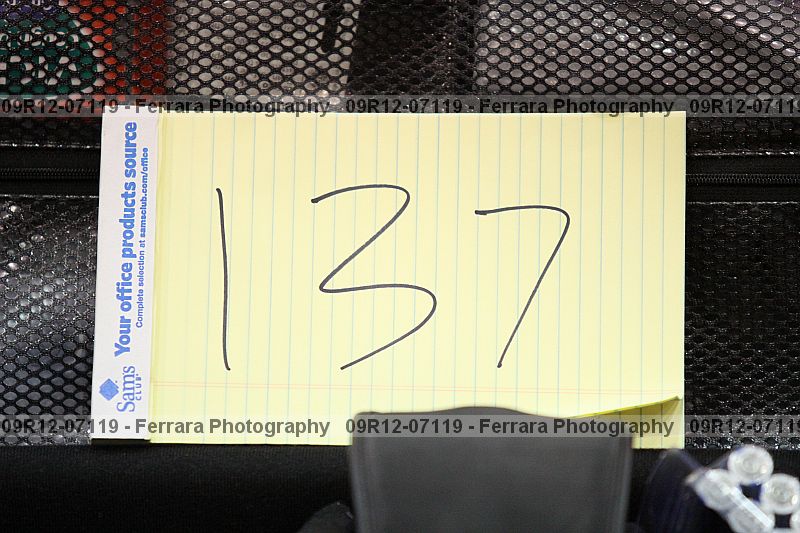 09R12-07119 - Ferrara Photography 09R12-07119 - Ferrara Photography 09R12-07119
Your office products source
Complete selection at samsclub.com/office
Sams
CLUB
137
09R12-07119 - Ferrara Photography 09R12-07119 - Ferrara Photography 09R12-07119